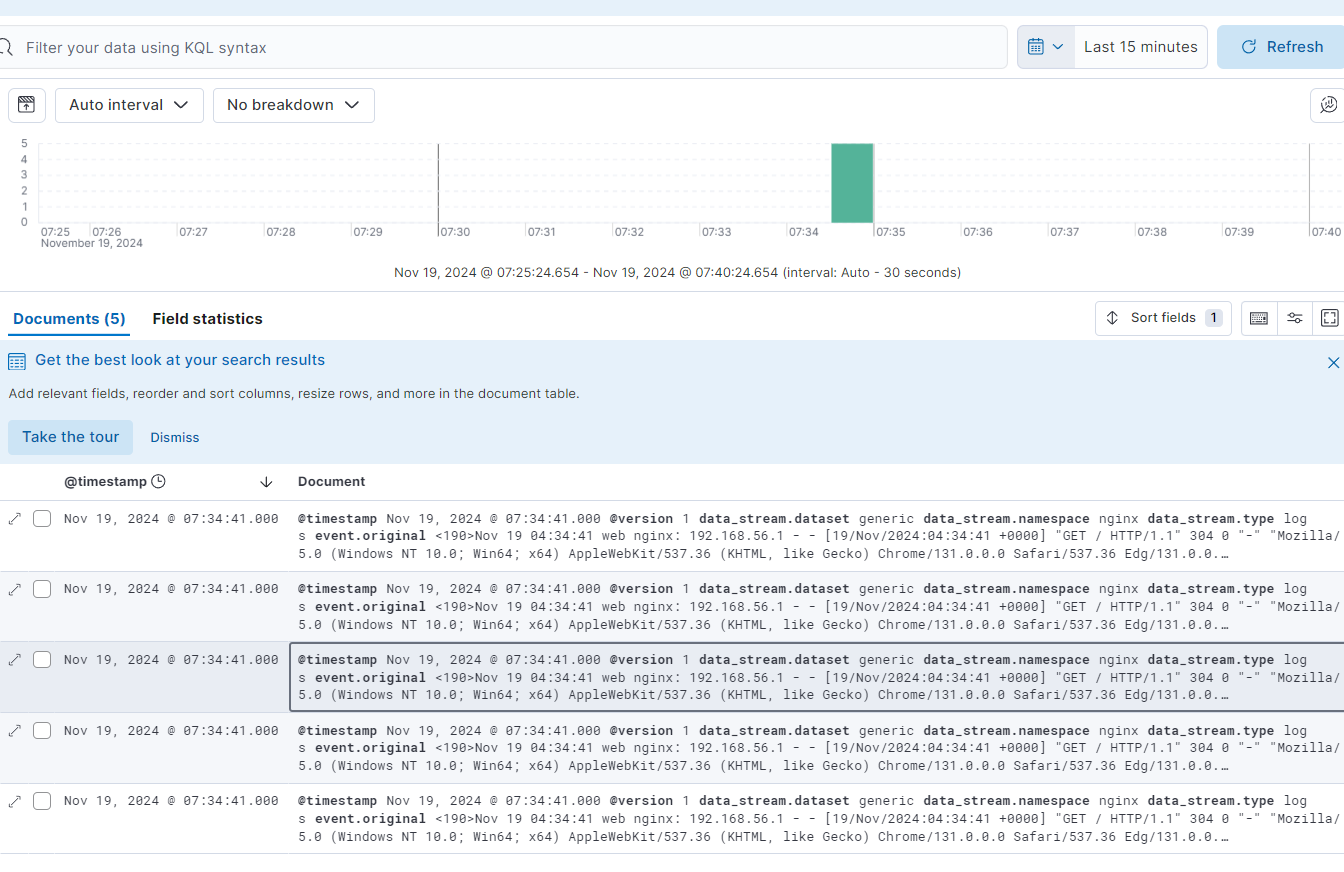 Filter your data using KQL syntax
Last 15 minutes
Refresh
Auto interval
No breakdown
5
4
3
2
1
0
07:25 07:26 07:27 07:28 07:29 07:30 07:31 07:32 07:33 07:34 07:35 07:36 07:37 07:38 07:39 07:40
November 19, 2024
Nov 19, 2024 @ 07:25:24.654 - Nov 19, 2024 @ 07:40:24.654 (interval: Auto - 30 seconds)
Documents (5) Field statistics
Sort fields 1
Get the best look at your search results
Add relevant fields, reorder and sort columns, resize rows, and more in the document table.
Take the tour Dismiss
@timestamp Document
Nov 19, 2024 @ 07:34:41.000 @timestamp Nov 19, 2024 @ 07:34:41.000 @version 1 data_stream.dataset generic data_stream.namespace nginx data_stream.type log
s event.original <190>Nov 19 04:34:41 web nginx: 192.168.56.1 - - [19/Nov/2024:04:34:41 +0000] "GET / HTTP/1.1" 304 0 "-" "Mozilla/
5.0 (Windows NT 10.0; Win64; x64) AppleWebKit/537.36 (KHTML, like Gecko) Chrome/131.0.0.0 Safari/537.36 Edg/131.0.0.…
Nov 19, 2024 @ 07:34:41.000 @timestamp Nov 19, 2024 @ 07:34:41.000 @version 1 data_stream.dataset generic data_stream.namespace nginx data_stream.type log
s event.original <190>Nov 19 04:34:41 web nginx: 192.168.56.1 - - [19/Nov/2024:04:34:41 +0000] "GET / HTTP/1.1" 304 0 "-" "Mozilla/
5.0 (Windows NT 10.0; Win64; x64) AppleWebKit/537.36 (KHTML, like Gecko) Chrome/131.0.0.0 Safari/537.36 Edg/131.0.0.…
Nov 19, 2024 @ 07:34:41.000 @timestamp Nov 19, 2024 @ 07:34:41.000 @version 1 data_stream.dataset generic data_stream.namespace nginx data_stream.type log
s event.original <190>Nov 19 04:34:41 web nginx: 192.168.56.1 - - [19/Nov/2024:04:34:41 +0000] "GET / HTTP/1.1" 304 0 "-" "Mozilla/
5.0 (Windows NT 10.0; Win64; x64) AppleWebKit/537.36 (KHTML, like Gecko) Chrome/131.0.0.0 Safari/537.36 Edg/131.0.0.…
Nov 19, 2024 @ 07:34:41.000 @timestamp Nov 19, 2024 @ 07:34:41.000 @version 1 data_stream.dataset generic data_stream.namespace nginx data_stream.type log
s event.original <190>Nov 19 04:34:41 web nginx: 192.168.56.1 - - [19/Nov/2024:04:34:41 +0000] "GET / HTTP/1.1" 304 0 "-" "Mozilla/
5.0 (Windows NT 10.0; Win64; x64) AppleWebKit/537.36 (KHTML, like Gecko) Chrome/131.0.0.0 Safari/537.36 Edg/131.0.0.…
Nov 19, 2024 @ 07:34:41.000 @timestamp Nov 19, 2024 @ 07:34:41.000 @version 1 data_stream.dataset generic data_stream.namespace nginx data_stream.type log
s event.original <190>Nov 19 04:34:41 web nginx: 192.168.56.1 - - [19/Nov/2024:04:34:41 +0000] "GET / HTTP/1.1" 304 0 "-" "Mozilla/
5.0 (Windows NT 10.0; Win64; x64) AppleWebKit/537.36 (KHTML, like Gecko) Chrome/131.0.0.0 Safari/537.36 Edg/131.0.0.…